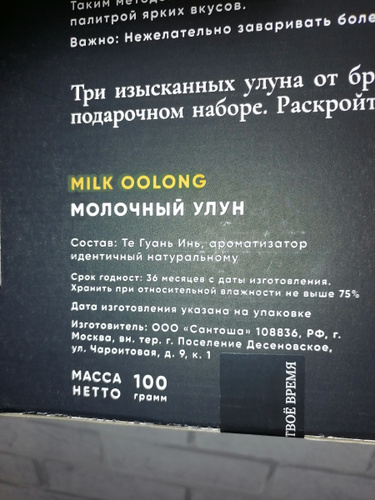 Таким методо
палитрой ярких вкусов.
Важно: Нежелательно заваривать боле
Три изысканных улуна от бр
подарочном наборе. Раскройт
MILK OOLONG
МОЛОЧНЫЙ УЛУН
Состав: Те Гуань Инь, ароматизатор
идентичный натуральному
Срок годност: 36 месяцев с даты изготовления.
Хранить при относительной влажности не выше 75%
Дата изготовления указана на упаковке
Изготовитель: ООО «Сантоша» 108836, РФ, г.
Москва, вн. тер. г. Поселение Десеновское,
ул. Чароитовая, д. 9, к. 1
МАССА 100
НЕТТО грамм
ТВОЁ ВРЕМЯ